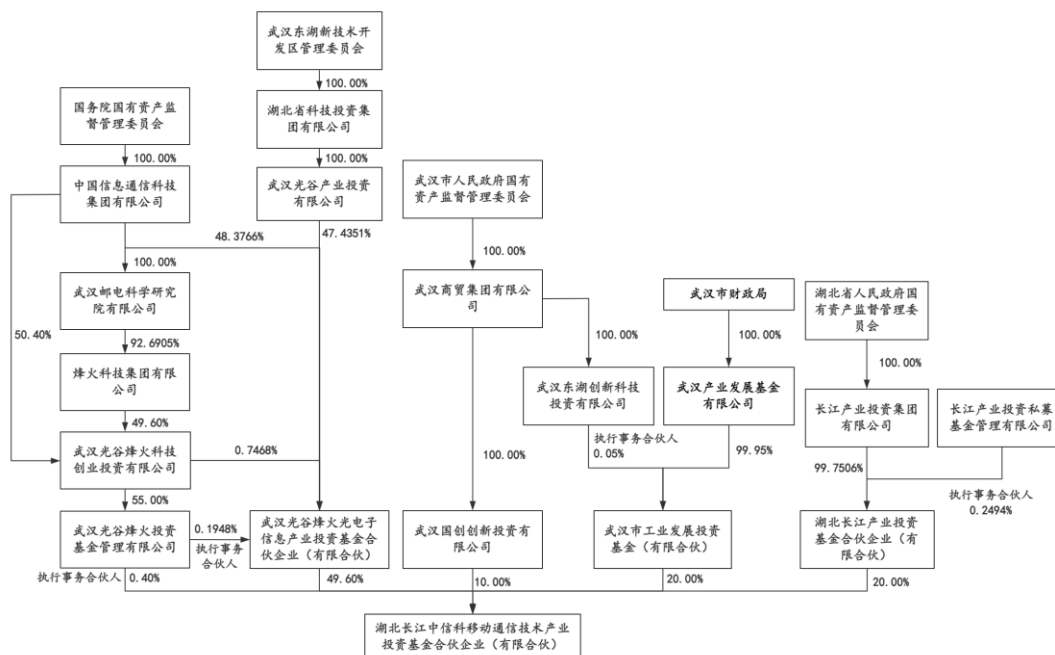 武汉东湖新技术开
发区管理委员会
100.00%
国务院国有资产监
督管理委员会
湖北省科技投资集
团有限公司
100.00%
100.00%
中国信息通信科技
集团有限公司
武汉光谷产业投资
有限公司
武汉市人民政府国有
资产监督管理委员会
48.3766%
47.4351%
100.00%
100.00%
武汉邮电科学研究
院有限公司
武汉商贸集团有限公
司
武汉市财政局
湖北省人民政府国
有资产监督管理委
员会
50.40%
92.6905%
100.00%
100.00%
100.00%
烽火科技集团有限
公司
武汉东湖创新科技
投资有限公司
武汉产业发展基金
有限公司
长江产业投资集团
有限公司
长江产业投资私募
基金管理有限公司
49.60%
执行事务合伙人
0.05%
99.95%
武汉光谷烽火科技
创业投资有限公司
0.7468%
100.00%
99.7506%
执行事务合伙人
0.2494%
55.00%
武汉光谷烽火投资
基金管理有限公司
0.1948%
执行事务
合伙人
武汉光谷烽火光电子
信息产业投资基金合
伙企业（有限合伙）
武汉国创创新投资有
限公司
武汉市工业发展投资
基金（有限合伙）
湖北长江产业投资
基金合伙企业（有
限合伙）
执行事务合伙人
0.40%
49.60%
10.00%
20.00%
20.00%
湖北长江中信科移动通信技术产业
投资基金合伙企业（有限合伙）